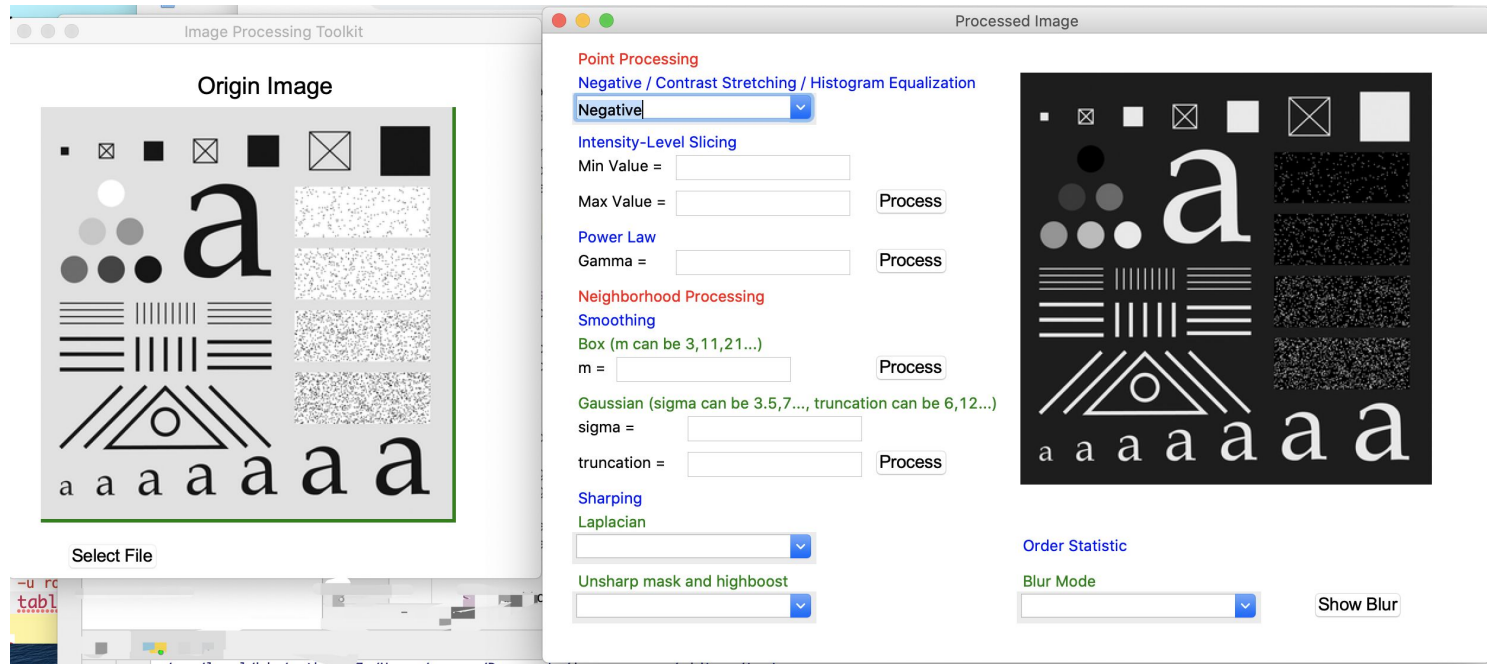 Image Processing Toolkit
Origin Image
a
a a a a a a
Select File
-u
tabl
Processed Image
Point Processing
Negative / Contrast Stretching / Histogram Equalization
Negative
Intensity-Level Slicing
Min Value =
Max Value =
Process
Power Law
Gamma =
Process
Neighborhood Processing
Smoothing
Box (m can be 3,11,21...)
m =
Process
Gaussian (sigma can be 3.5,7..., truncation can be 6,12...)
sigma =
truncation =
Process
Sharping
Laplacian
Unsharp mask and highboost
a
a a a a a a a
Order Statistic
Blur Mode
Show Blur